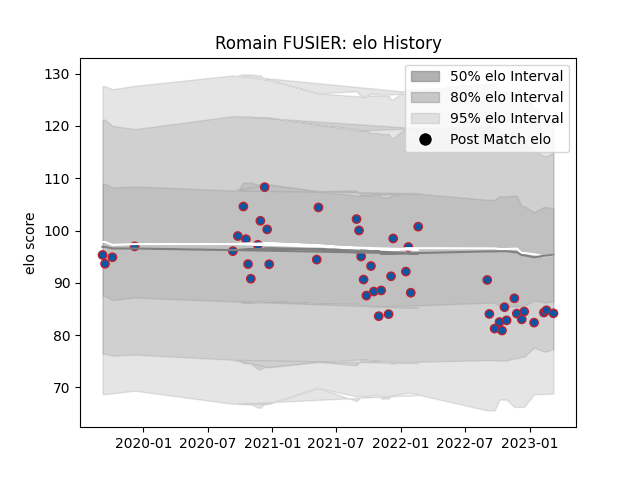 Romain FUSIER: elo History
50% elo Interval
80% elo Interval
95% elo Interval
Post Match elo
elo score
130
120
110
100
90
80
70
2020-01 2020-07 2021-01 2021-07 2022-01 2022-07 2023-01